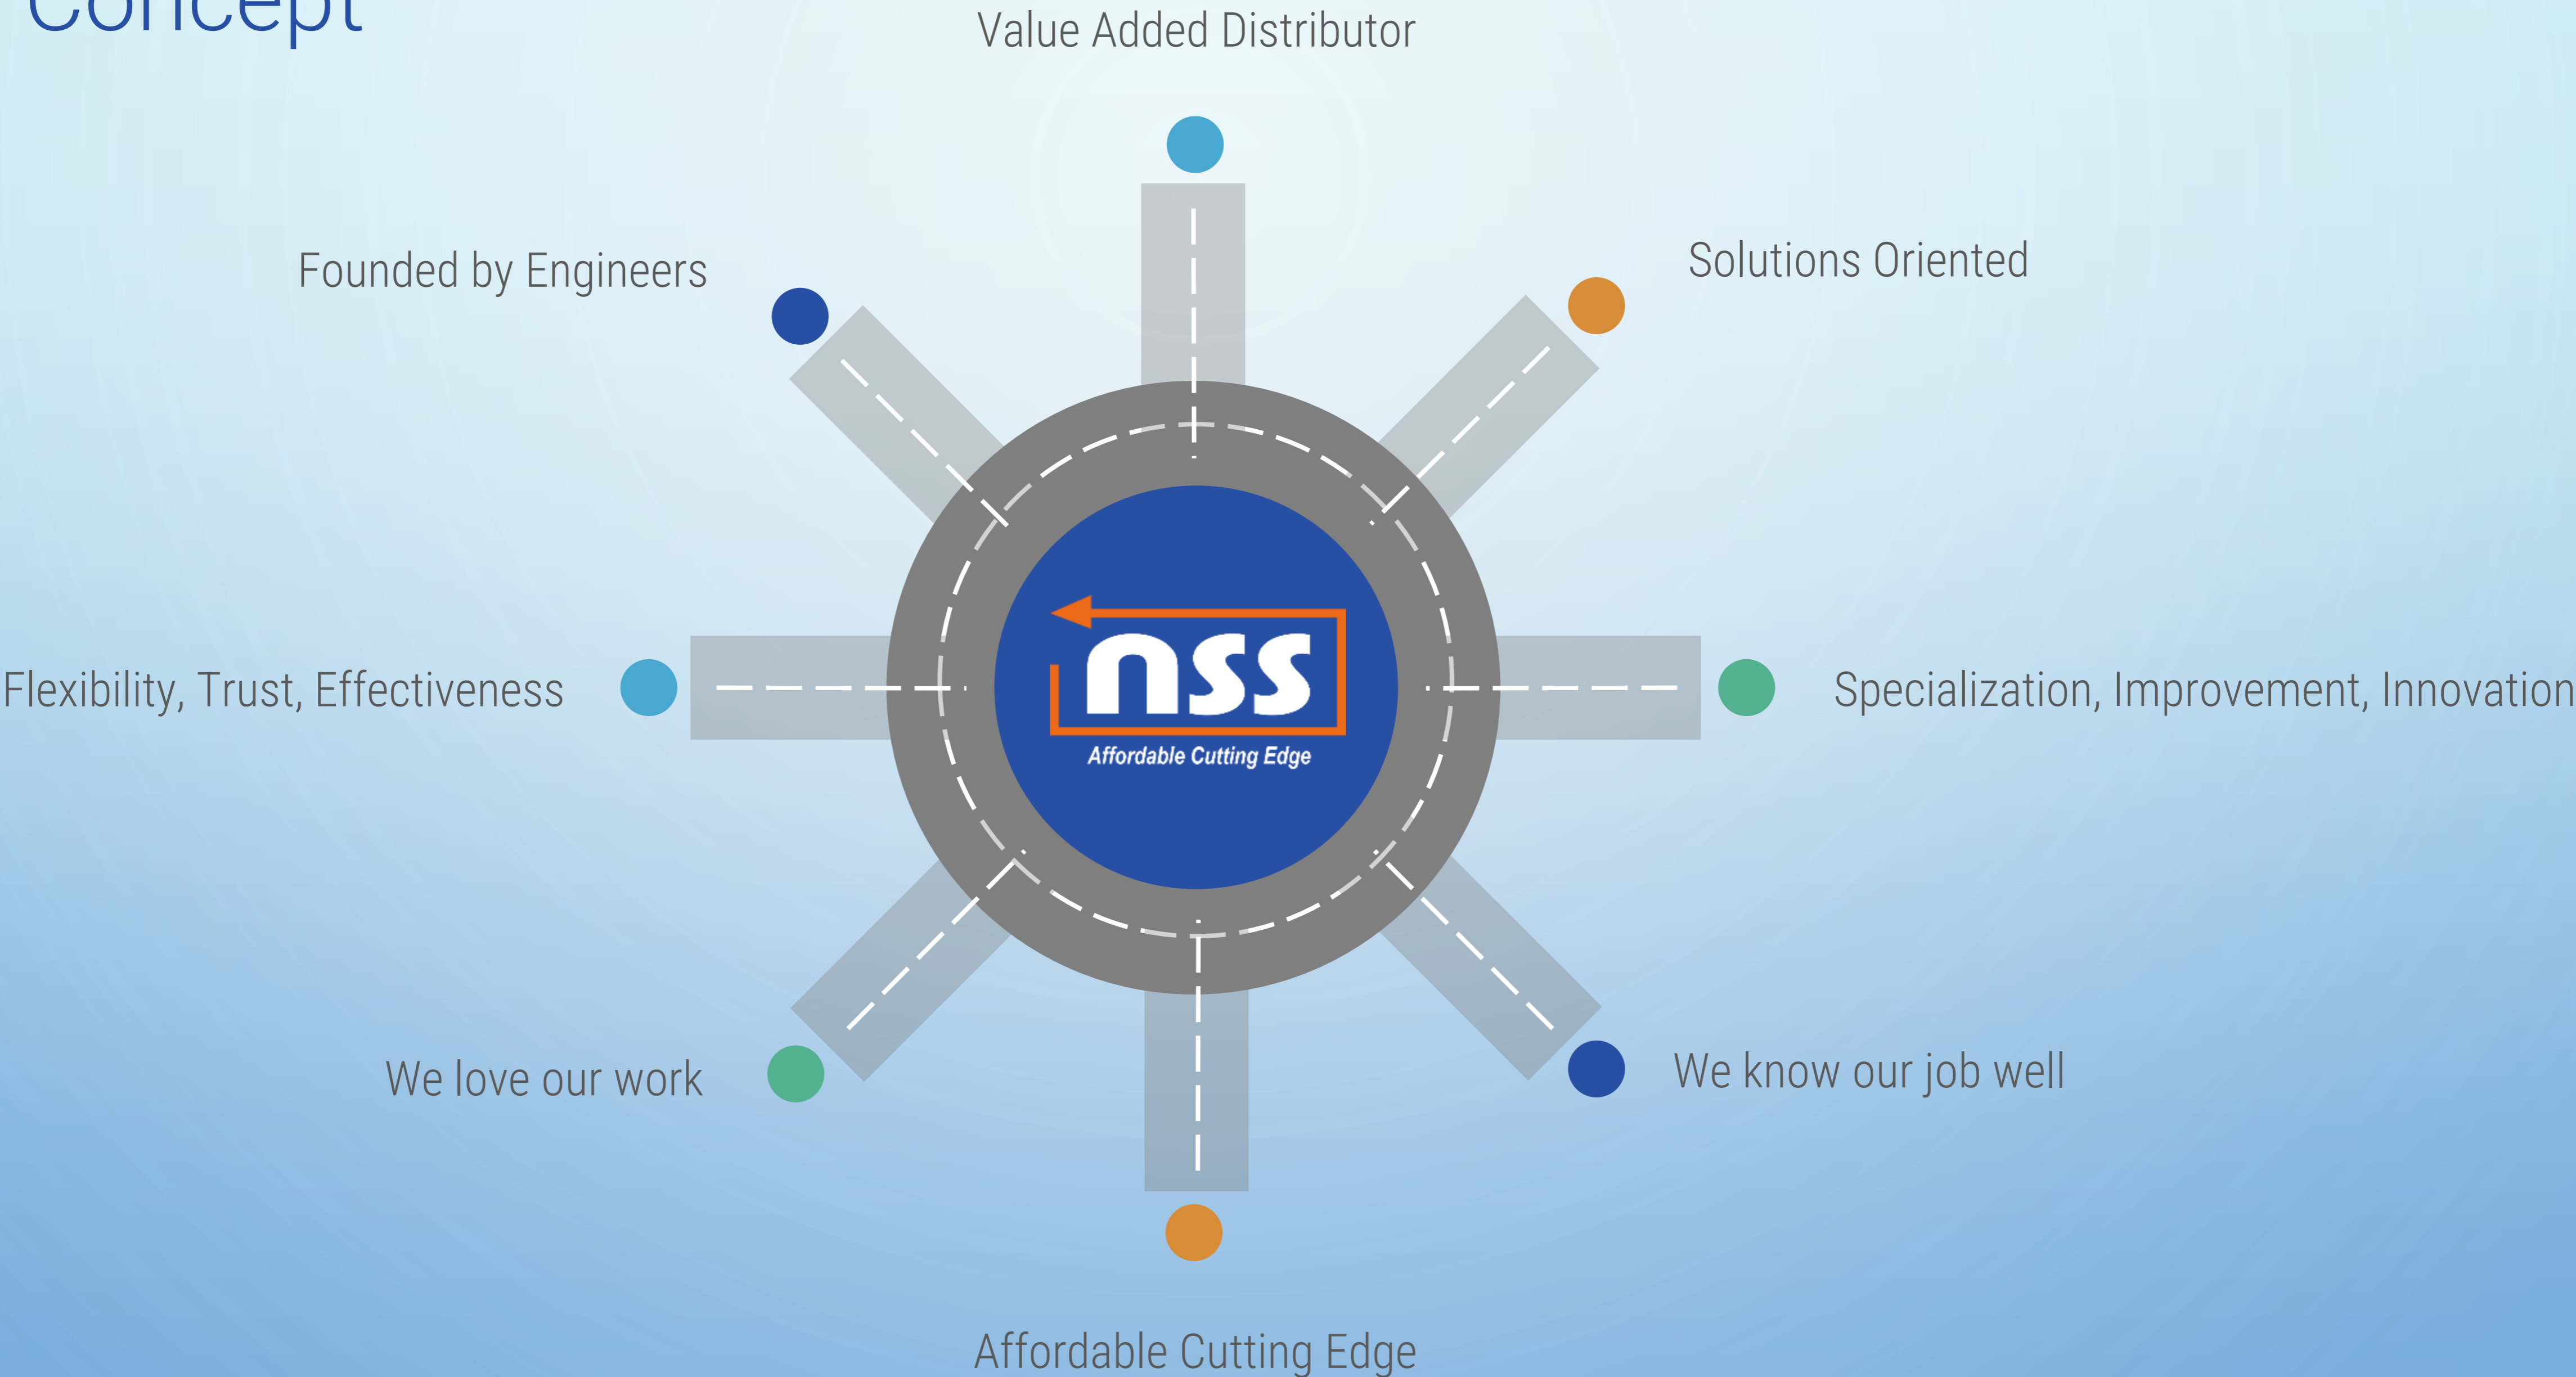 Concept
Value Added Distributor
Founded by Engineers
Solutions Oriented
Flexibility, Trust, Effectiveness
nss
Affordable Cutting Edge
Specialization, Improvement, Innovation
We love our work
We know our job well
Affordable Cutting Edge